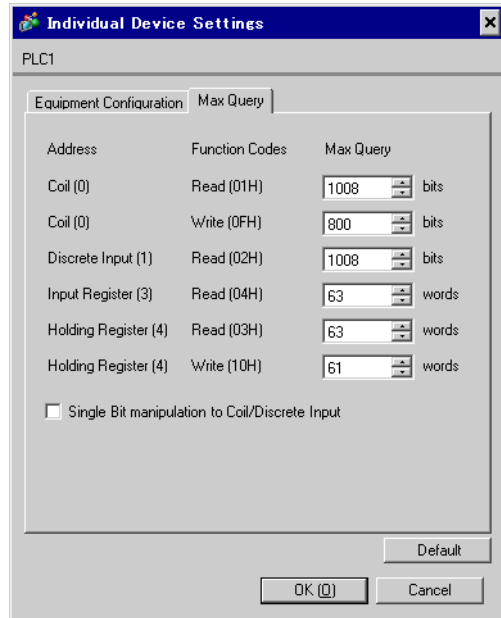 Individual Device Settings
PLC1
Equipment Configuration Max Query
Address Function Codes Max Query
Coil (0) Read (01H) 1008 bits
Coil (0) Write (0FH) 800 bits
Discrete Input (1) Read (02H) 1008 bits
Input Register (3) Read (04H) 63 words
Holding Register (4) Read (03H) 63 words
Holding Register (4) Write (10H) 61 words
Single Bit manipulation to Coil/Discrete Input
Default
OK (O) Cancel